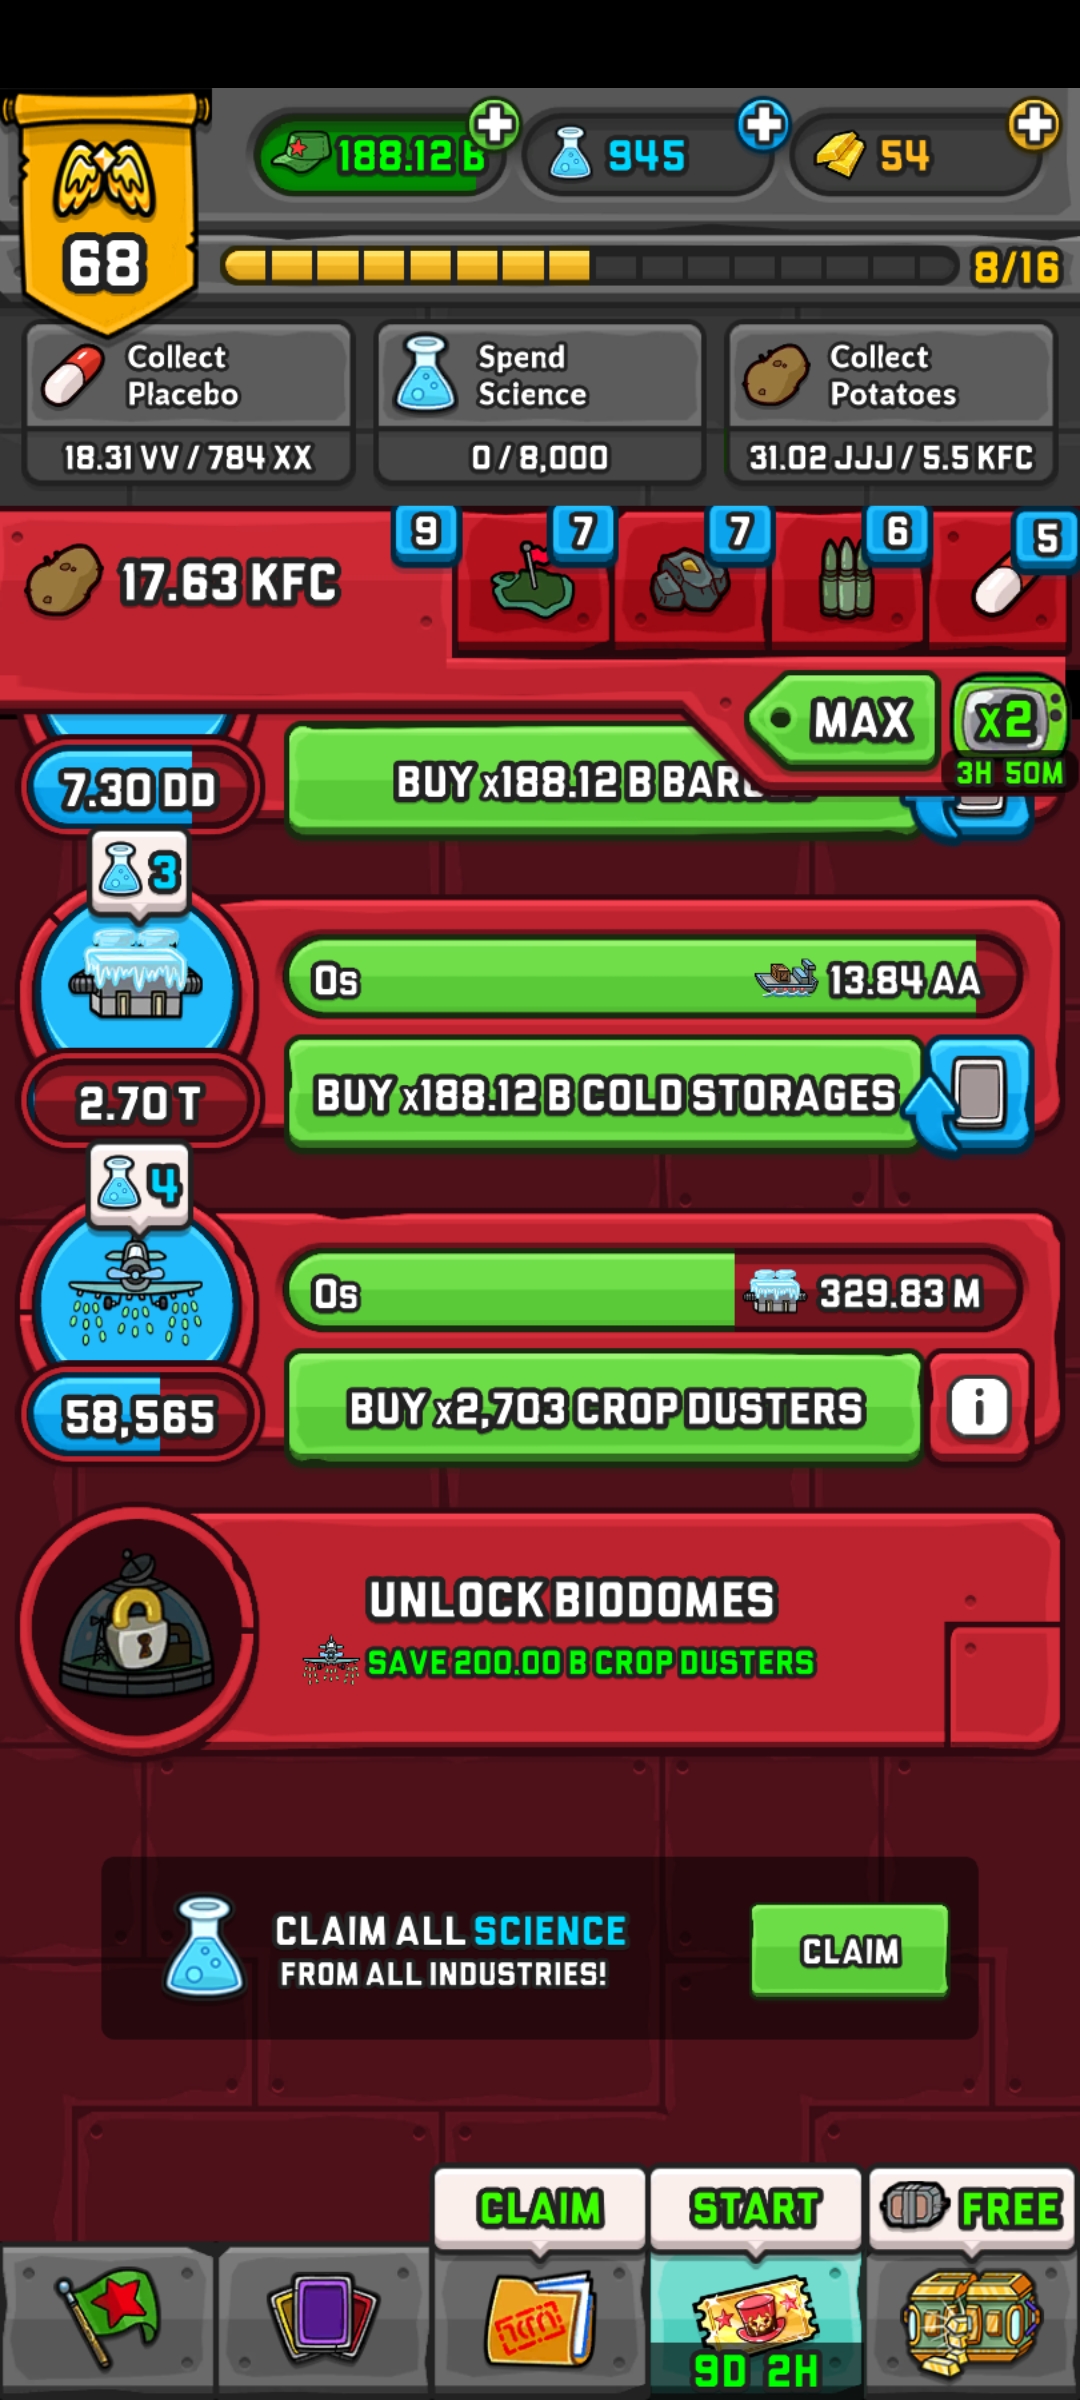 188.12 B
945
54
68
8/16
Collect Placebo
18.31 VV / 784 XX
Spend Science
0 / 8,000
Collect Potatoes
31.02 JJJ / 5.5 KFC
17.63 KFC
9
7
7
6
5
MAX
x2
3H 50M
7.30 DD
BUY x188.12 B
3
0s
13.84 AA
2.70 T
BUY x188.12 B COLD STORAGES
4
0s
329.83 M
58,565
BUY x2,703 CROP DUSTERS
i
UNLOCK BIODOMES
SAVE 200.00 B CROP DUSTERS
CLAIM ALL SCIENCE
FROM ALL INDUSTRIES!
CLAIM
CLAIM
START
FREE
9D 2H